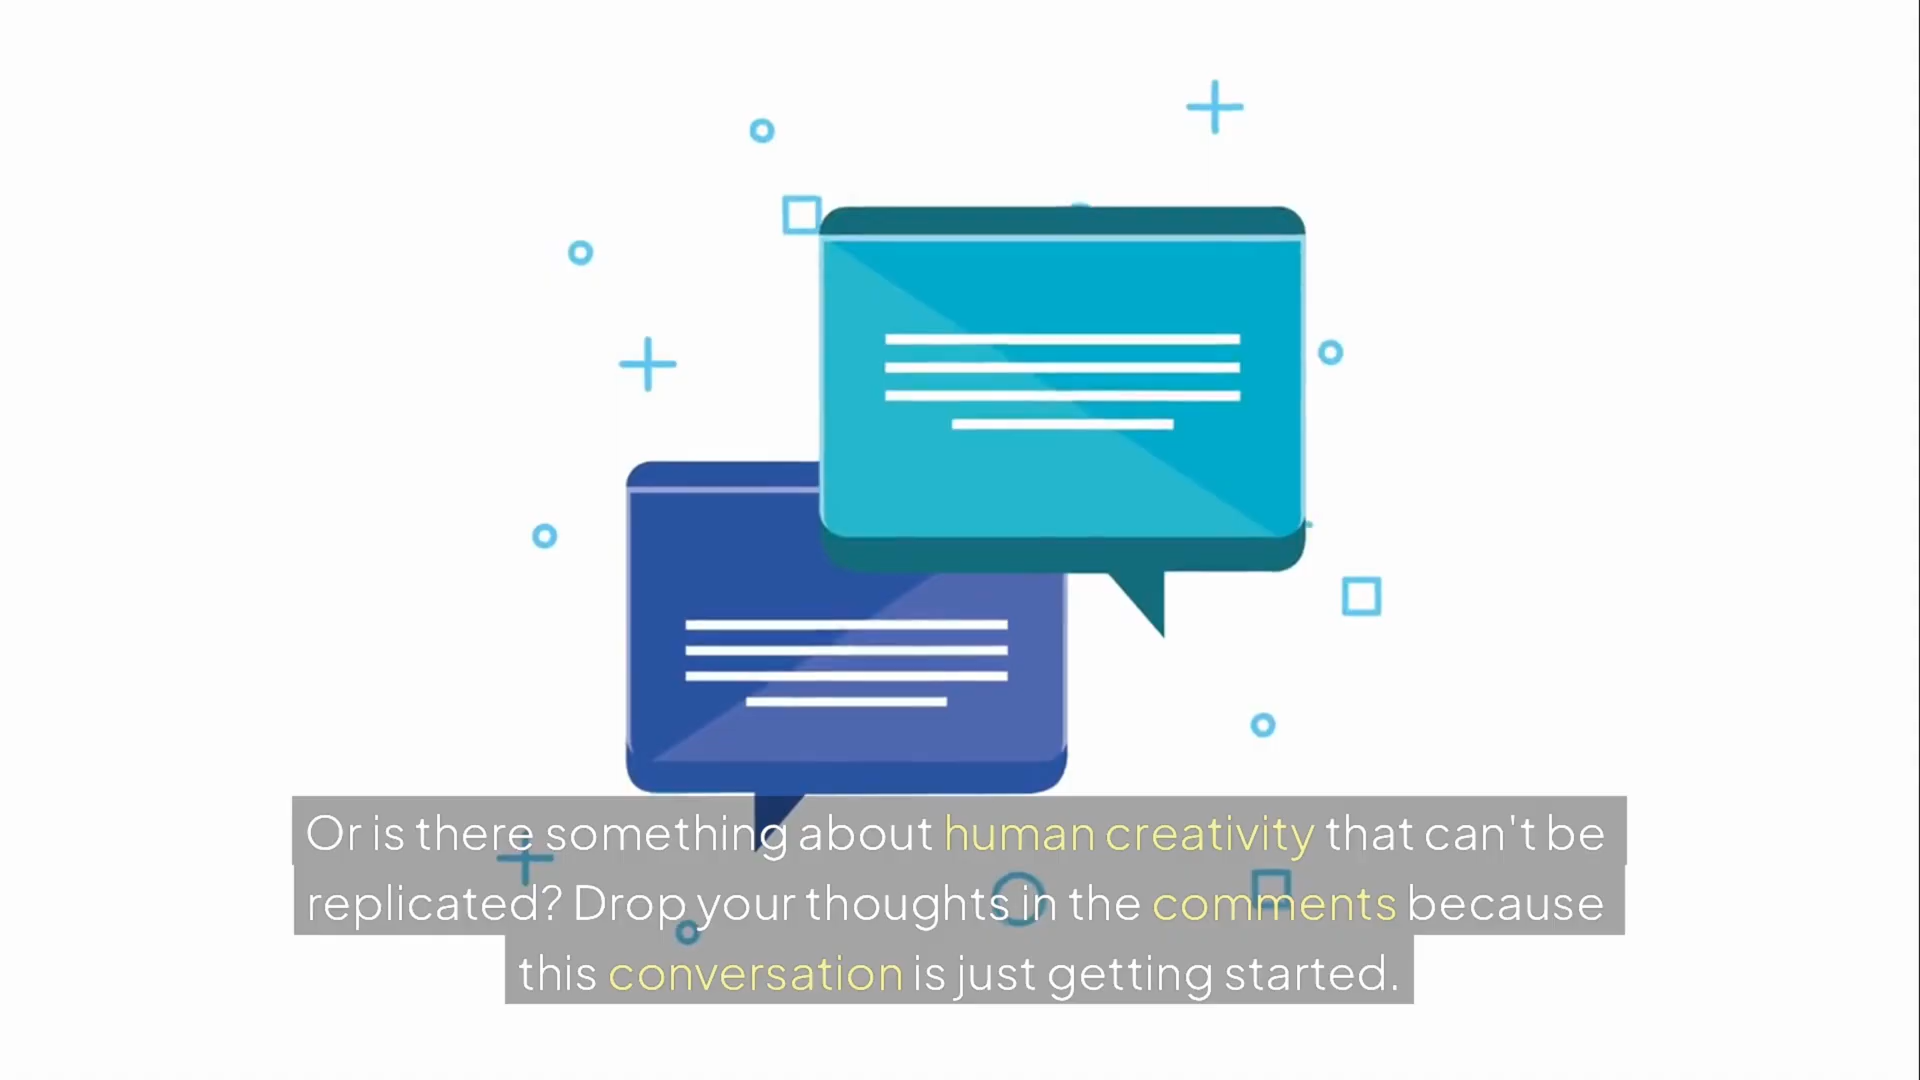 Or is there something about human creativity that can't be
replicated? Drop your thoughts in the comments because
this conversation is just getting started.